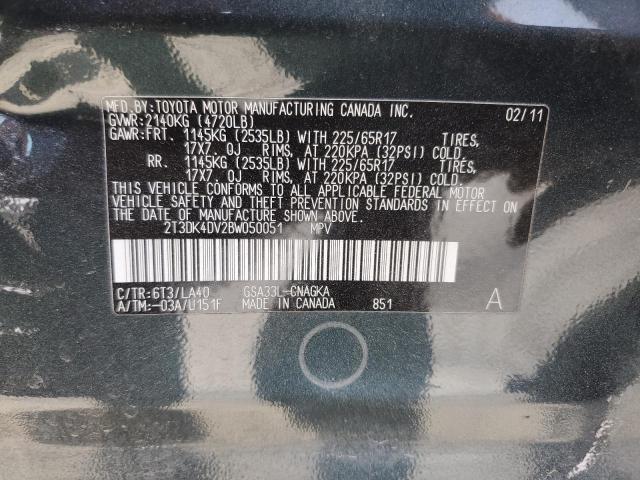 MFD.BY:TOYOTA MOTOR MANUFACTURING CANADA INC.
GVWR:2140KG (4720LB) 02/11
GAWR:FRT. 1145KG (2535LB) WITH 225/65R17 TIRES,
17X7.0J RIMS, AT 220KPA (32PSI) COLD
RR. 1145KG (2535LB) WITH 225/65R17 TIRES,
17X7.0J RIMS, AT 220KPA (32PSI) COLD.
THIS VEHICLE CONFORMS TO ALL APPLICABLE FEDERAL MOTOR
VEHICLE SAFETY AND THEFT PREVENTION STANDARDS IN EFFECT ON
THE DATE OF MANUFACTURE SHOWN ABOVE.
2T3DK4DV2BW050051 MPV
C/TR:6T3/LA40 GSA33L-CNAGKA
A/TM:-03A/U151F MADE IN CANADA 851 A